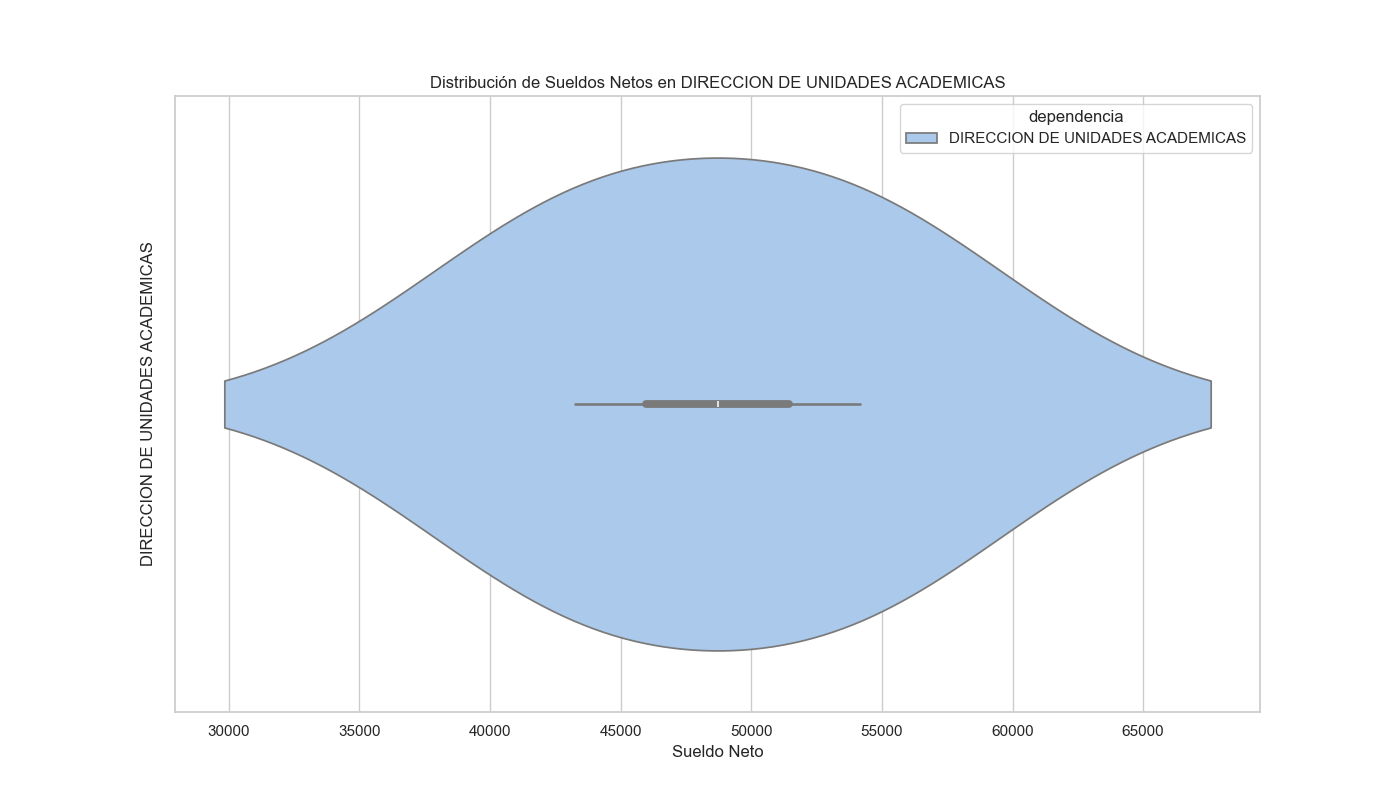 Distribución de Sueldos Netos en DIRECCION DE UNIDADES ACADEMICAS
dependencia
DIRECCION DE UNIDADES ACADEMICAS
DIRECCION DE UNIDADES ACADEMICAS
30000 35000 40000 45000 50000 55000 60000 65000
Sueldo Neto